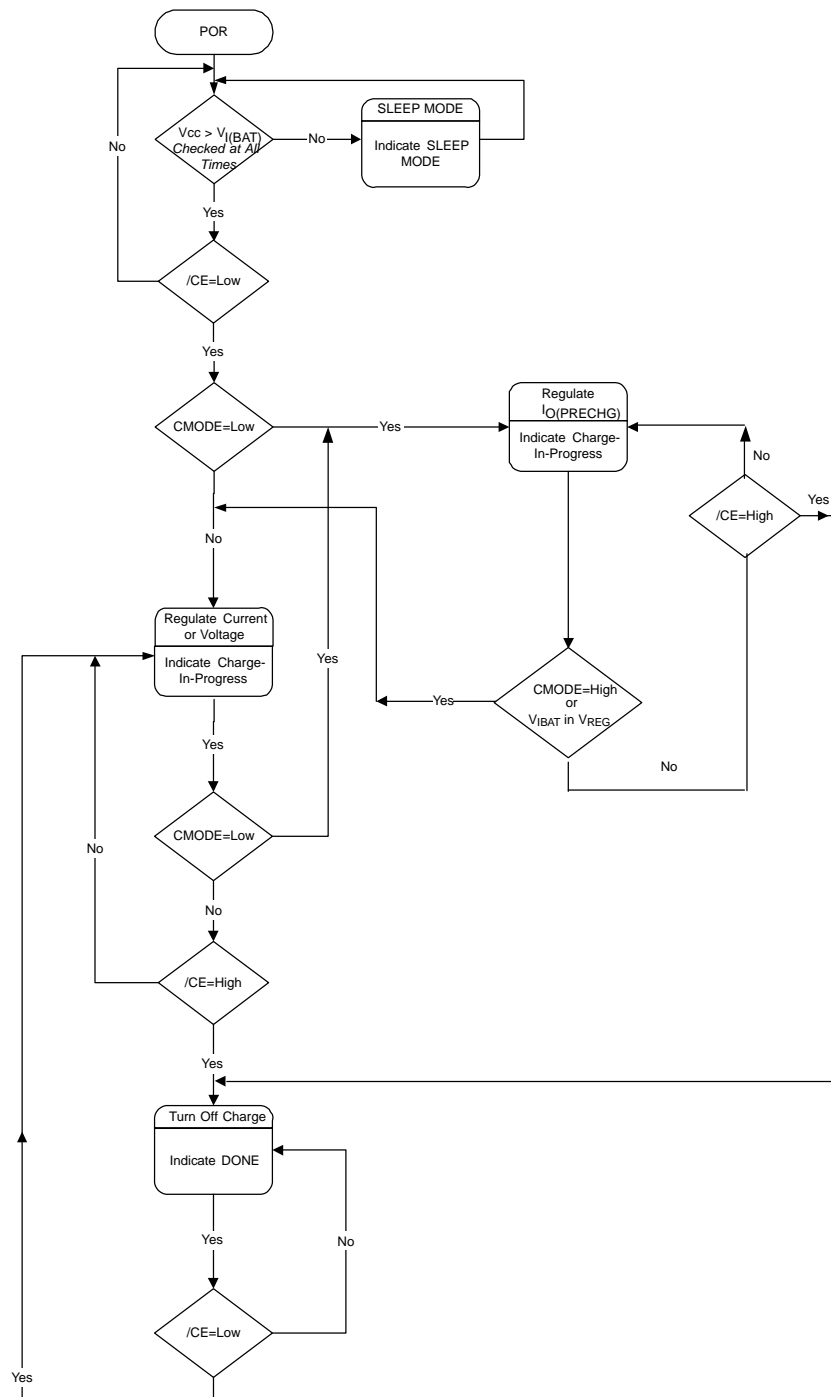 POR
Vcc > VI(BAT)
Checked at All
Times
No
No
SLEEP MODE
Indicate SLEEP
MODE
Yes
/CE=Low
Yes
CMODE=Low
Yes
Regulate
IO(PRECHG)
Indicate Charge-
In-Progress
No
/CE=High
Yes
No
Regulate Current
or Voltage
Indicate Charge-
In-Progress
Yes
CMODE=High
or
VIBAT in VREG
Yes
No
Yes
CMODE=Low
No
No
/CE=High
Yes
Turn Off Charge
Indicate DONE
Yes
No
/CE=Low
Yes